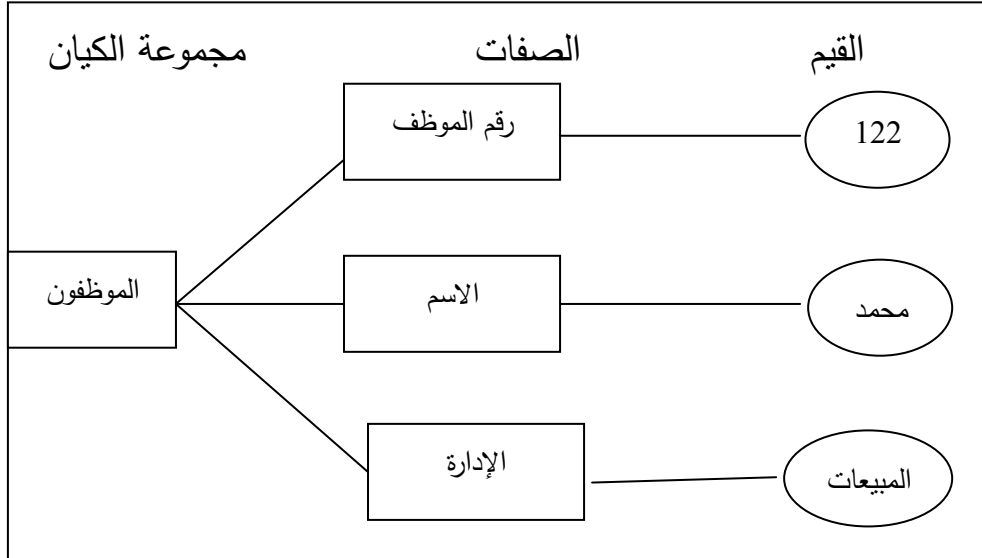 القيم
الصفات
مجموعة الكيان
122
رقم الموظف
محمد
الاسم
الموظفون
المبيعات
الإدارة